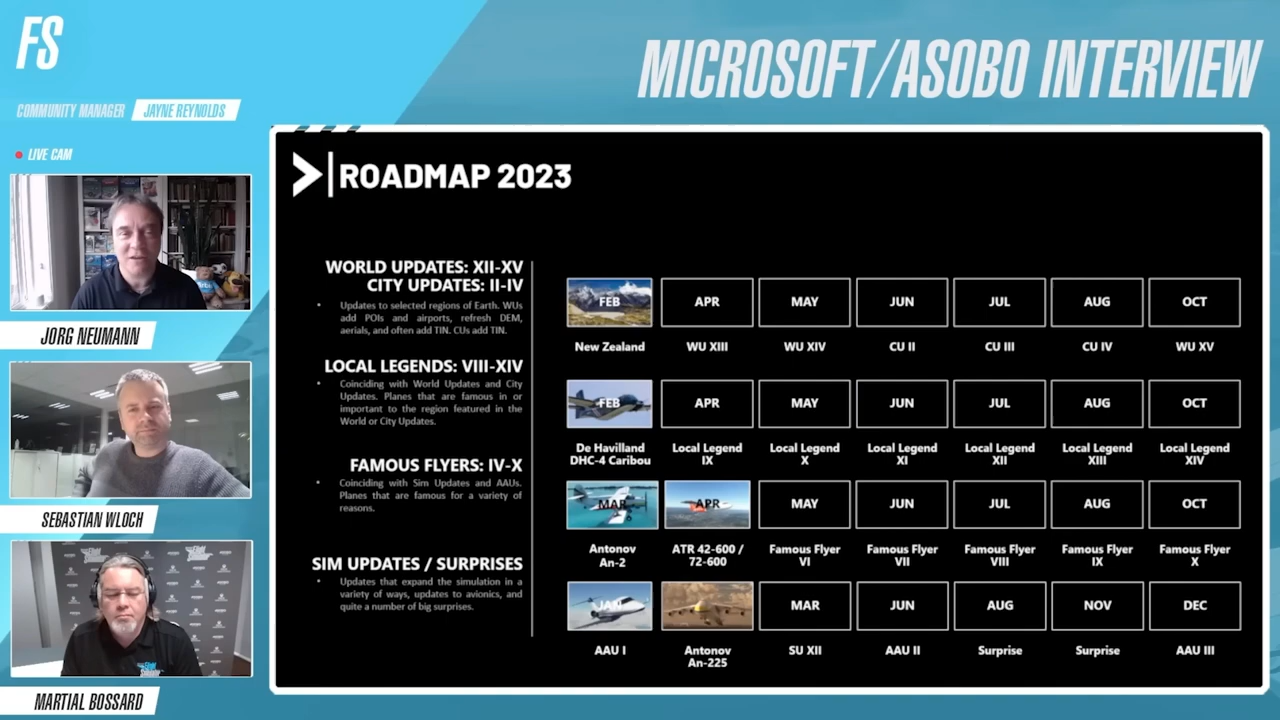 FS
MICROSOFT/ASOBO INTERVIEW
COMMUNITY MANAGER JAYNE REYNOLDS
LIVE CAM
JORG NEUMANN
SEBASTIAN WLOCH
MARTIAL BOSSARD
ROADMAP 2023
WORLD UPDATES: XII-XV
CITY UPDATES: II-IV
• Updates to selected regions of Earth. WUs
add POIs and airports, refresh DEM,
aerials, and often add TIN. CUs add TIN.
FEB APR MAY JUN JUL AUG OCT
New Zealand WU XIII WU XIV CU II CU III CU IV WU XV
LOCAL LEGENDS: VIII-XIV
• Coinciding with World Updates and City
Updates. Planes that are famous in or
important to the region featured in the
World or City Updates.
FEB APR MAY JUN JUL AUG OCT
De Havilland Local Legend Local Legend Local Legend Local Legend Local Legend Local Legend
DHC-4 Caribou IX X XI XII XIII XIV
FAMOUS FLYERS: IV-X
• Coinciding with Sim Updates and AAUs.
Planes that are famous for a variety of
reasons.
MAR APR MAY JUN JUL AUG OCT
Antonov ATR 42-600 / Famous Flyer Famous Flyer Famous Flyer Famous Flyer Famous Flyer
An-2 72-600 VI VII VIII IX X
SIM UPDATES / SURPRISES
• Updates that expand the simulation in a
variety of ways, updates to avionics, and
quite a number of big surprises.
JAN MAR JUN AUG NOV DEC
AAU I Antonov SU XII AAU II Surprise Surprise AAU III
An-225